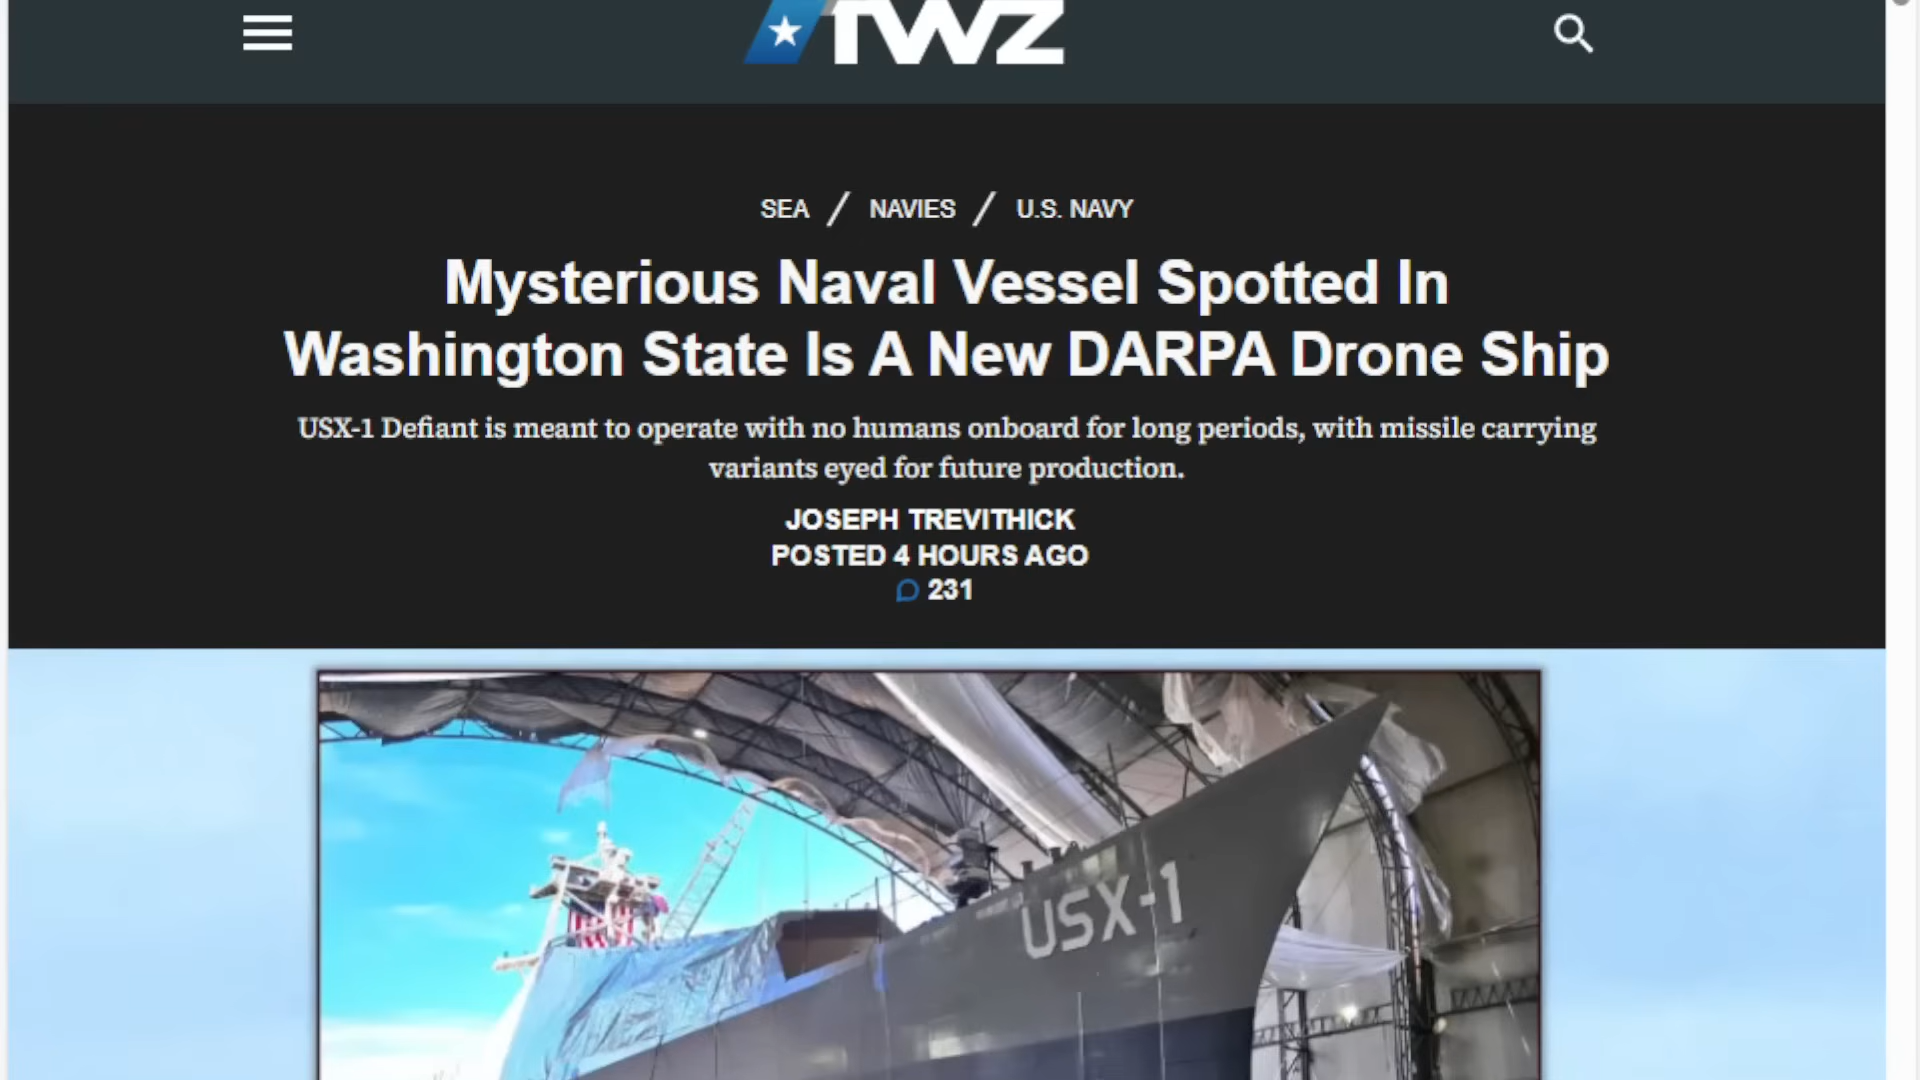 TWZ
SEA / NAVIES / U.S. NAVY
Mysterious Naval Vessel Spotted In
Washington State Is A New DARPA Drone Ship
USX-1 Defiant is meant to operate with no humans onboard for long periods, with missile carrying
variants eyed for future production.
JOSEPH TREVITHICK
POSTED 4 HOURS AGO
231
USX-1